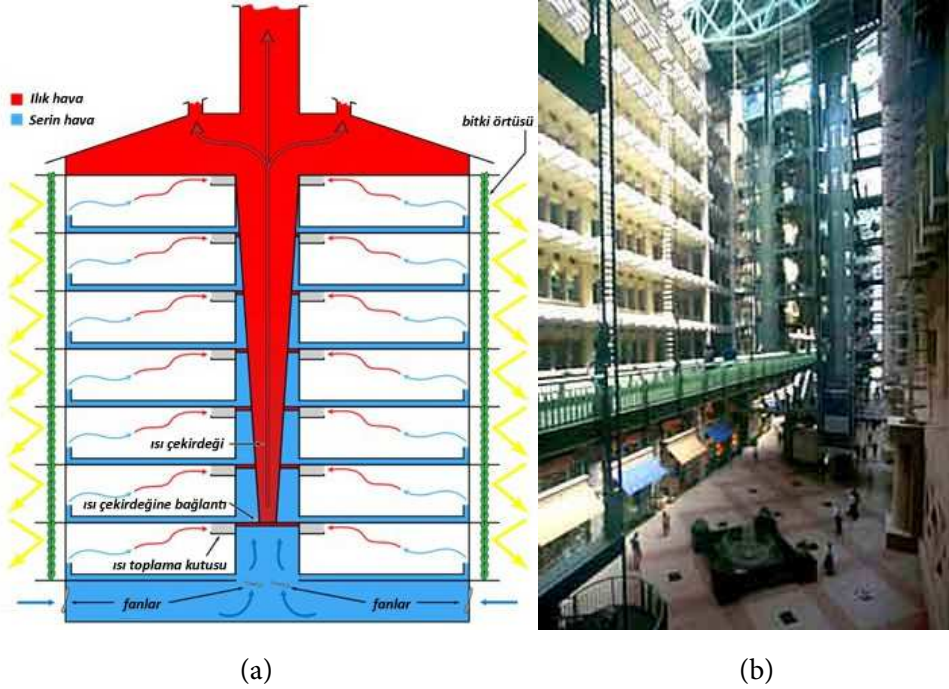 Ilık hava
Serin hava
bitki örtüsü
ısı çekirdeği
ısı çekirdeğine bağlantı
ısı toplama kutusu
fanlar
fanlar
(a)
(b)